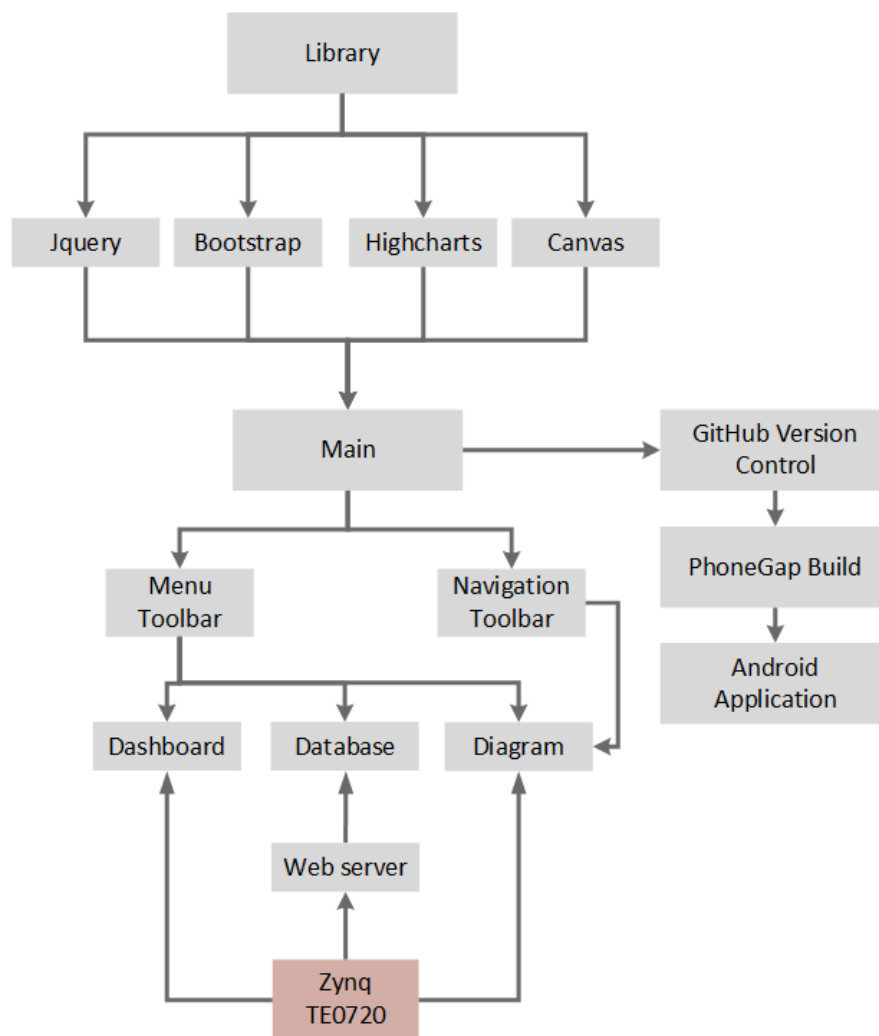 Library
Jquery
Bootstrap
Highcharts
Canvas
Main
GitHub Version
Control
PhoneGap Build
Android
Application
Menu
Toolbar
Navigation
Toolbar
Dashboard
Database
Diagram
Web server
Zynq
TE0720